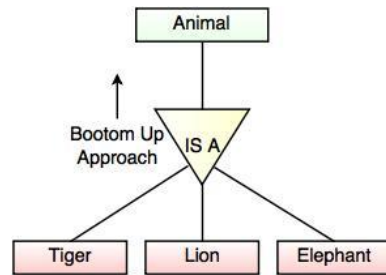 Animal
Bootom Up
Approach
IS A
Tiger
Lion
Elephant